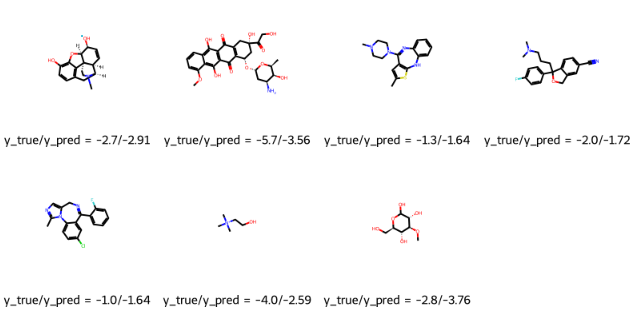 y_true/y_pred = -2.7/-2.91
y_true/y_pred = -5.7/-3.56
y_true/y_pred = -1.3/-1.64
y_true/y_pred = -2.0/-1.72
y_true/y_pred = -1.0/-1.64
y_true/y_pred = -4.0/-2.59
y_true/y_pred = -2.8/-3.76